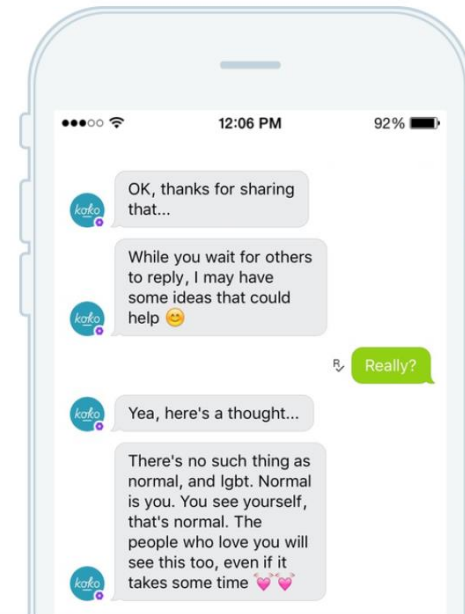 12:06 PM
92%
koko
OK, thanks for sharing
that...
koko
While you wait for others
to reply, I may have
some ideas that could
help 😊
R
Really?
koko
Yea, here's a thought...
koko
There's no such thing as
normal, and lgbt. Normal
is you. You see yourself,
that's normal. The
people who love you will
see this too, even if it
takes some time 💓💓